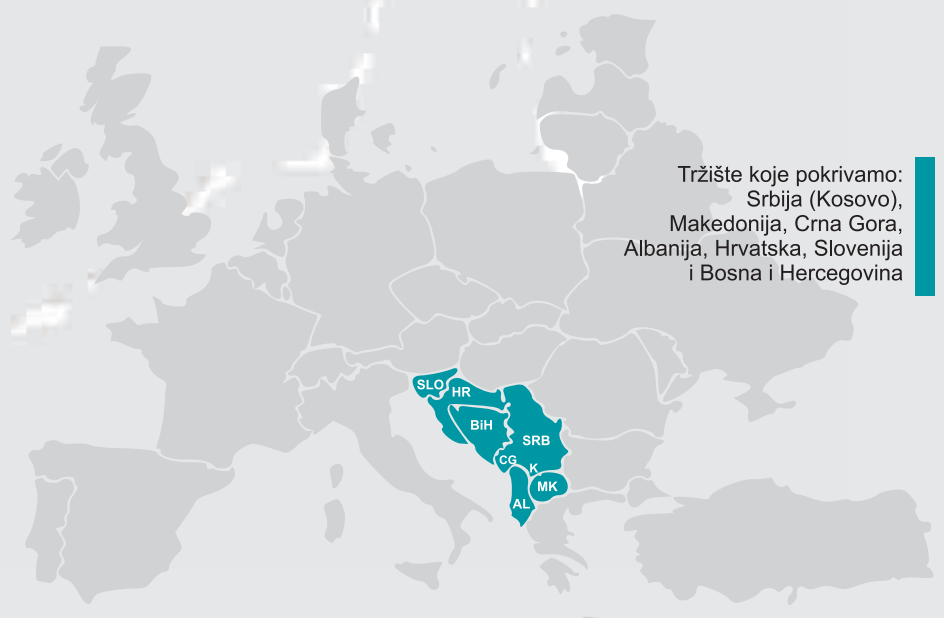 Tržište koje pokrivamo:
Srbija (Kosovo),
Makedonija, Crna Gora,
Albanija, Hrvatska, Slovenija
i Bosna i Hercegovina
SLO
HR
BiH
SRB
CG
K
MK
AL